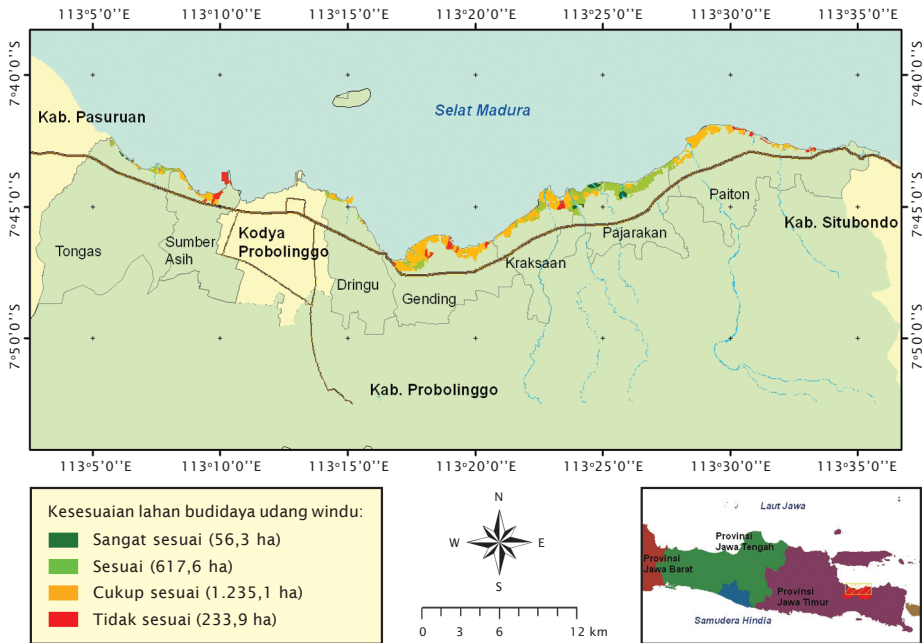 113°5'0''E 113°10'0''E 113°15'0''E 113°20'0''E 113°25'0''E 113°30'0''E 113°35'0''E
7°40'0''S 7°40'0''S
Selat Madura
Kab. Pasuruan
7°45'0''S 7°45'0''S
Paiton
Kab. Situbondo
Kodya
Probolinggo
Pajarakan
Tongas
Sumber
Asih
Kraksaan
Dringu
Gending
7°50'0''S 7°50'0''S
Kab. Probolinggo
113°5'0''E 113°10'0''E 113°16'0''E 113°20'0''E 113°25'0''E 113°30'0''E 113°35'0''E
Kesesuaian lahan budidaya udang windu:
Sangat sesuai (56,3 ha)
Sesuai (617,6 ha)
Cukup sesuai (1.235,1 ha)
Tidak sesuai (233,9 ha)
N
W E
S
0 3 6 12 km
Laut Jawa
Provinsi
Jawa Tengah
Provinsi
Jawa Barat
Provinsi
Jawa Timur
Samudera Hindia